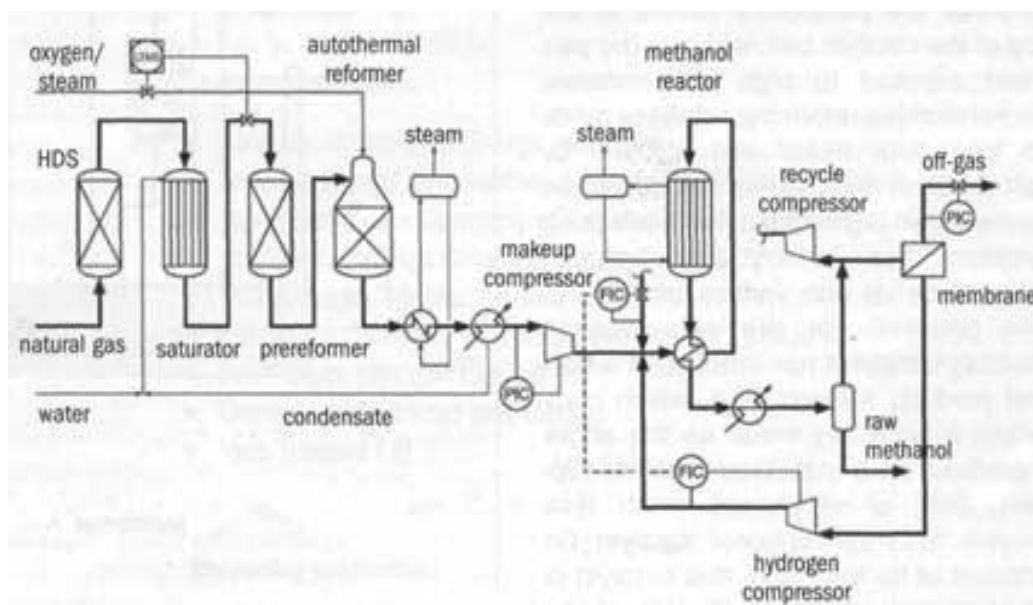 oxygen/
steam
autothermal
reformer
methanol
reactor
HDS
steam
steam
off-gas
recycle
compressor
PIC
makeup
compressor
FIC
membrane
natural gas
saturator
prereformer
water
condensate
PIC
raw
methanol
FIC
hydrogen
compressor